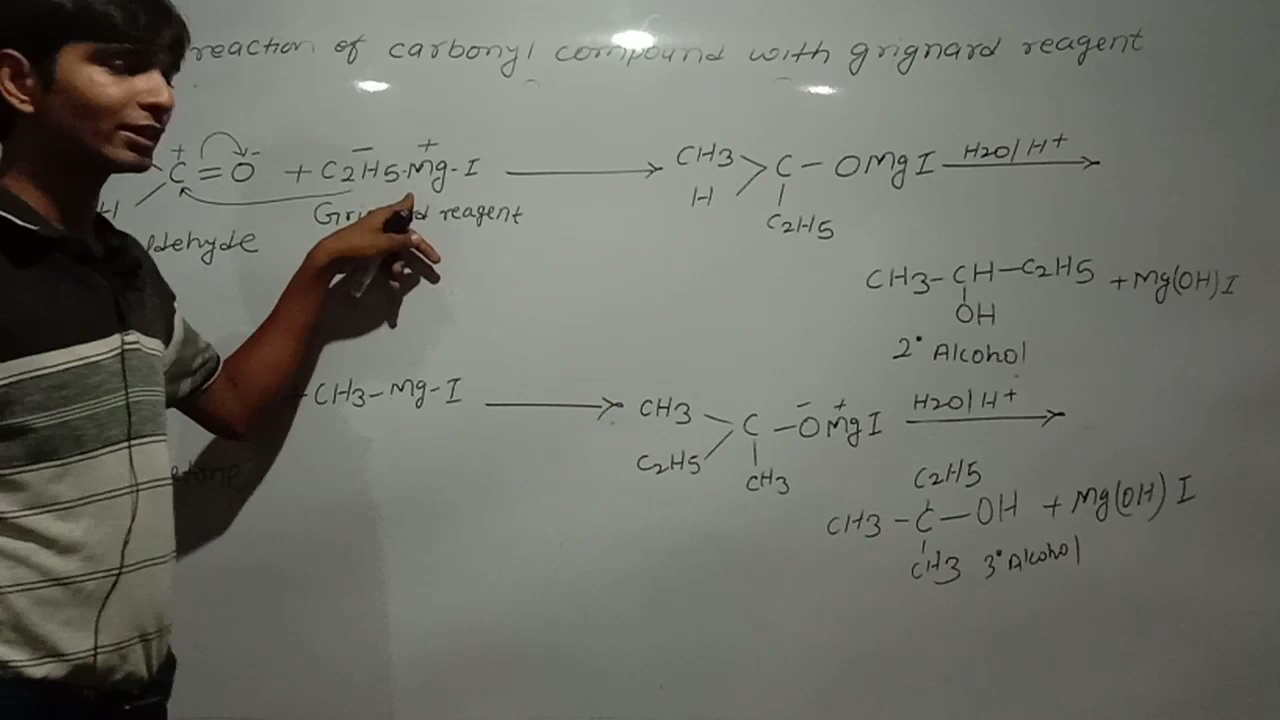 reaction of carbonyl compound with grignard reagent
+ - - +
C = O + C2H5-Mg-I → CH3 > C - OMgI H2O/H+ →
H H
C2H5
Grignard reagent
ldehyde
CH3-CH-C2H5 + Mg(OH)I
OH
2° Alcohol
-CH3-Mg-I → CH3 C - O- Mg+I H2O/H+ →
C2H5
CH3
etone
C2H5
CH3 - C - OH + Mg(OH)I
CH3 3° Alcohol